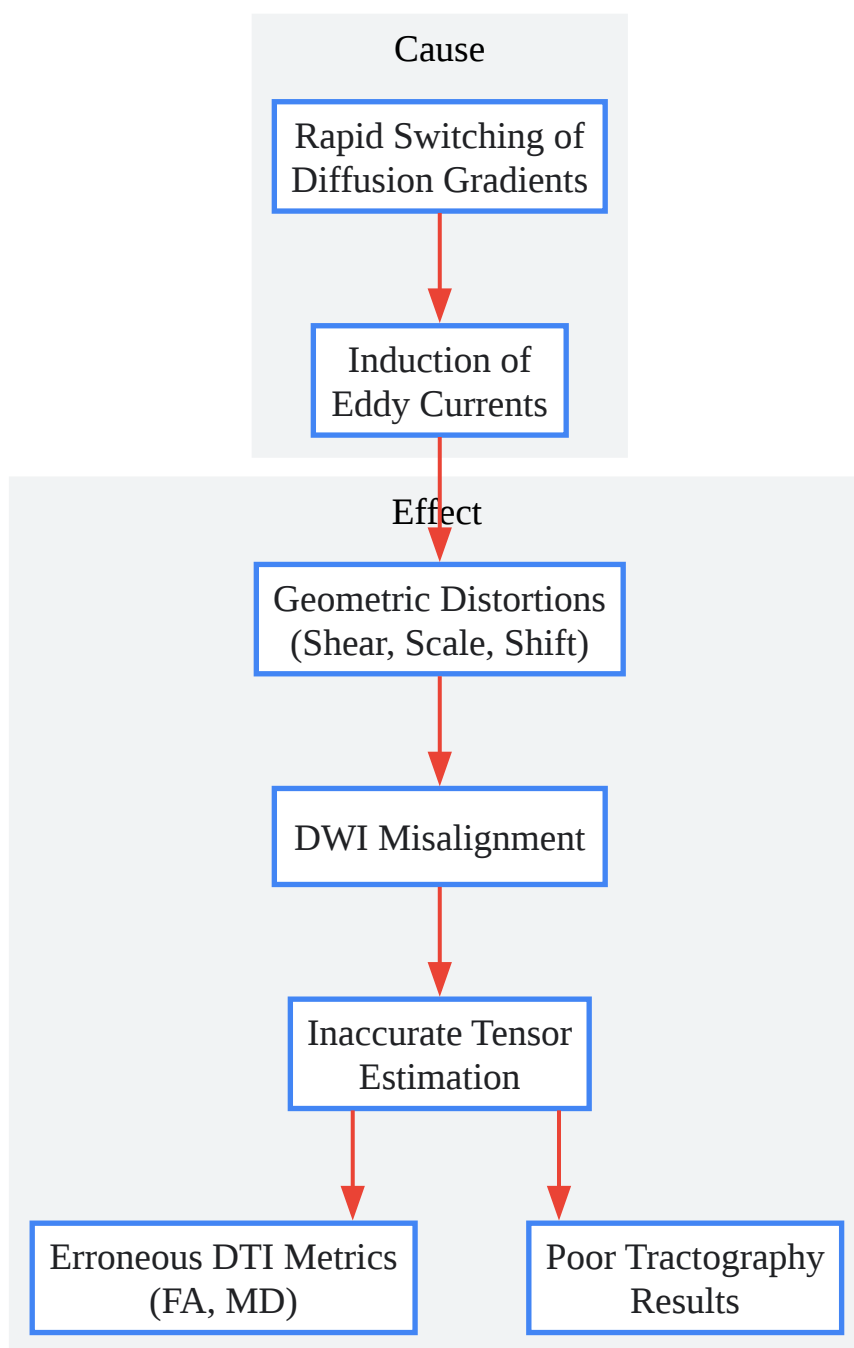 Cause
Rapid Switching of
Diffusion Gradients
Induction of
Eddy Currents
Effect
Geometric Distortions
(Shear, Scale, Shift)
DWI Misalignment
Inaccurate Tensor
Estimation
Erroneous DTI Metrics
(FA, MD)
Poor Tractography
Results